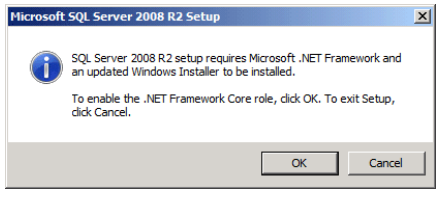 Microsoft SQL Server 2008 R2 Setup
SQL Server 2008 R2 setup requires Microsoft .NET Framework and
an updated Windows Installer to be installed.
To enable the .NET Framework Core role, click OK. To exit Setup,
click Cancel.
OK
Cancel